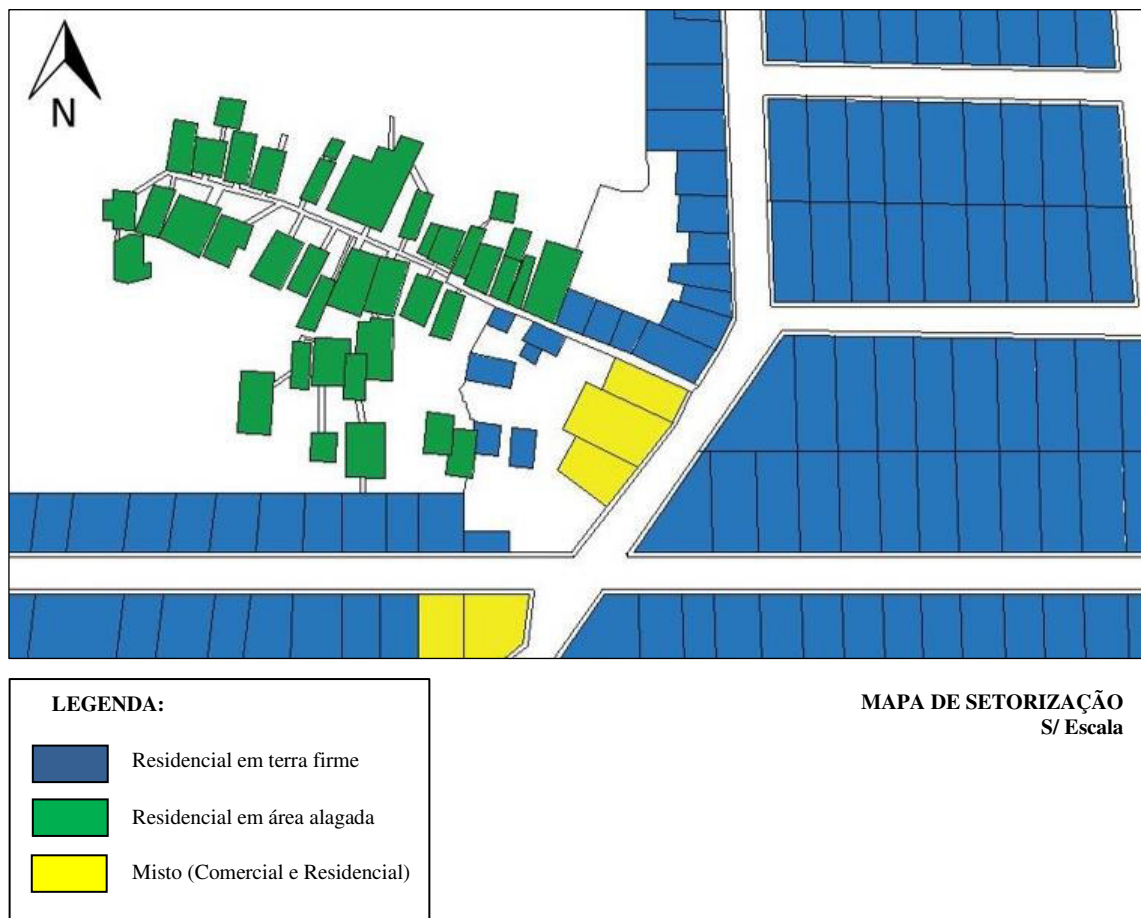 N
LEGENDA:
Residencial em terra firme
Residencial em área alagada
Misto (Comercial e Residencial)
MAPA DE SETORIZAÇÃO
S/ Escala